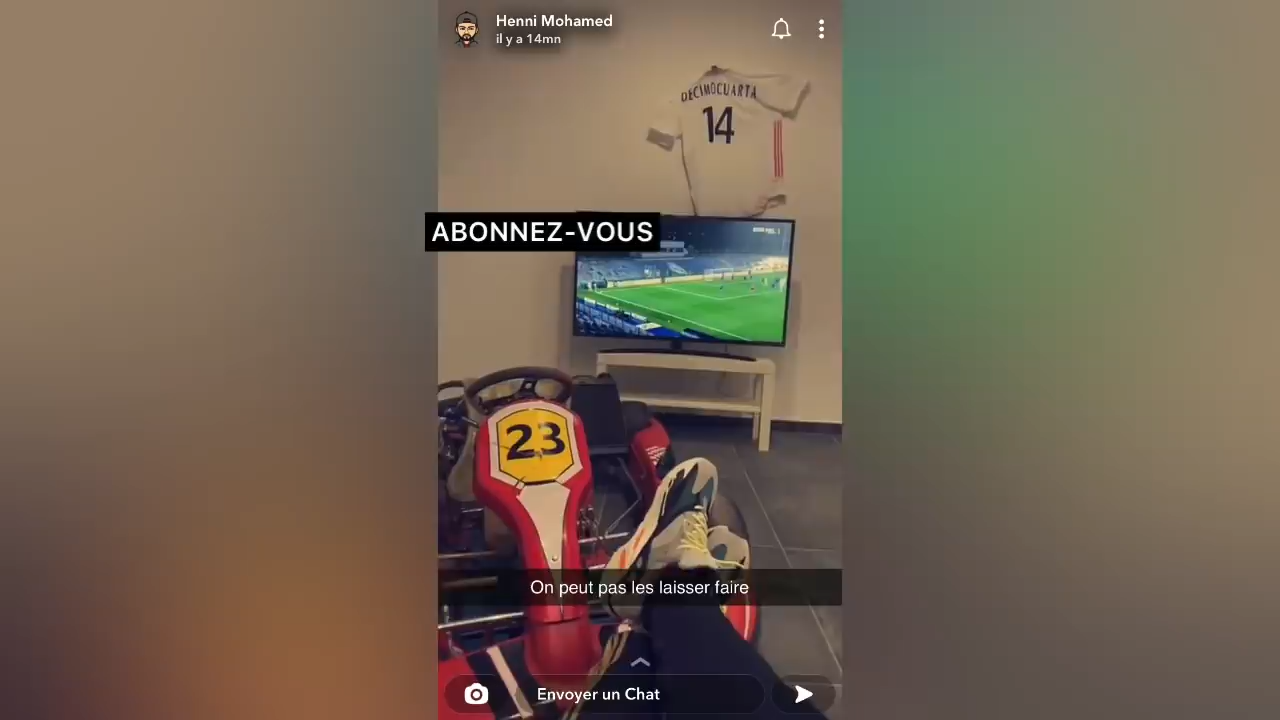 Henni Mohamed
il y a 14mn
DECIMOCUARTA
14
ABONNEZ-VOUS
23
On peut pas les laisser faire
Envoyer un Chat